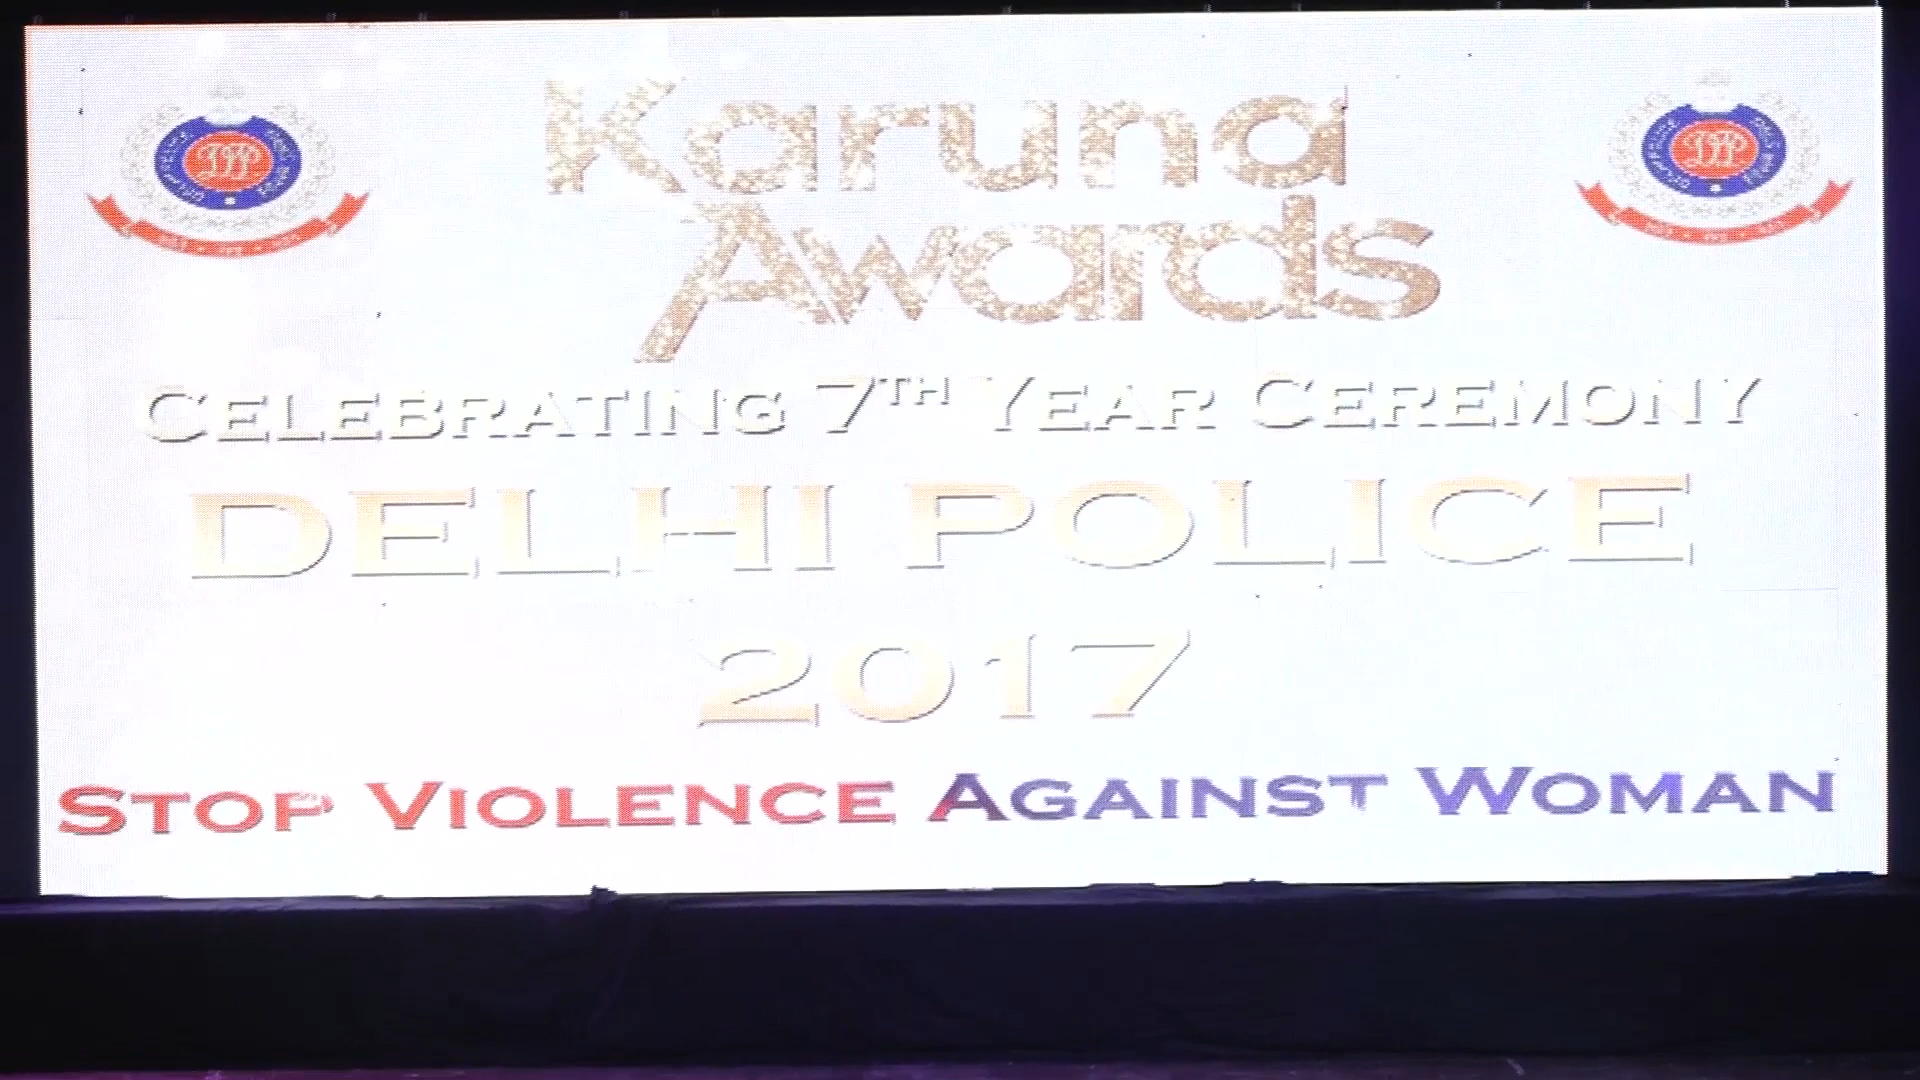 Karuna
Awards
CELEBRATING 7TH YEAR CEREMONY
DELHI POLICE
2017
STOP VIOLENCE AGAINST WOMAN